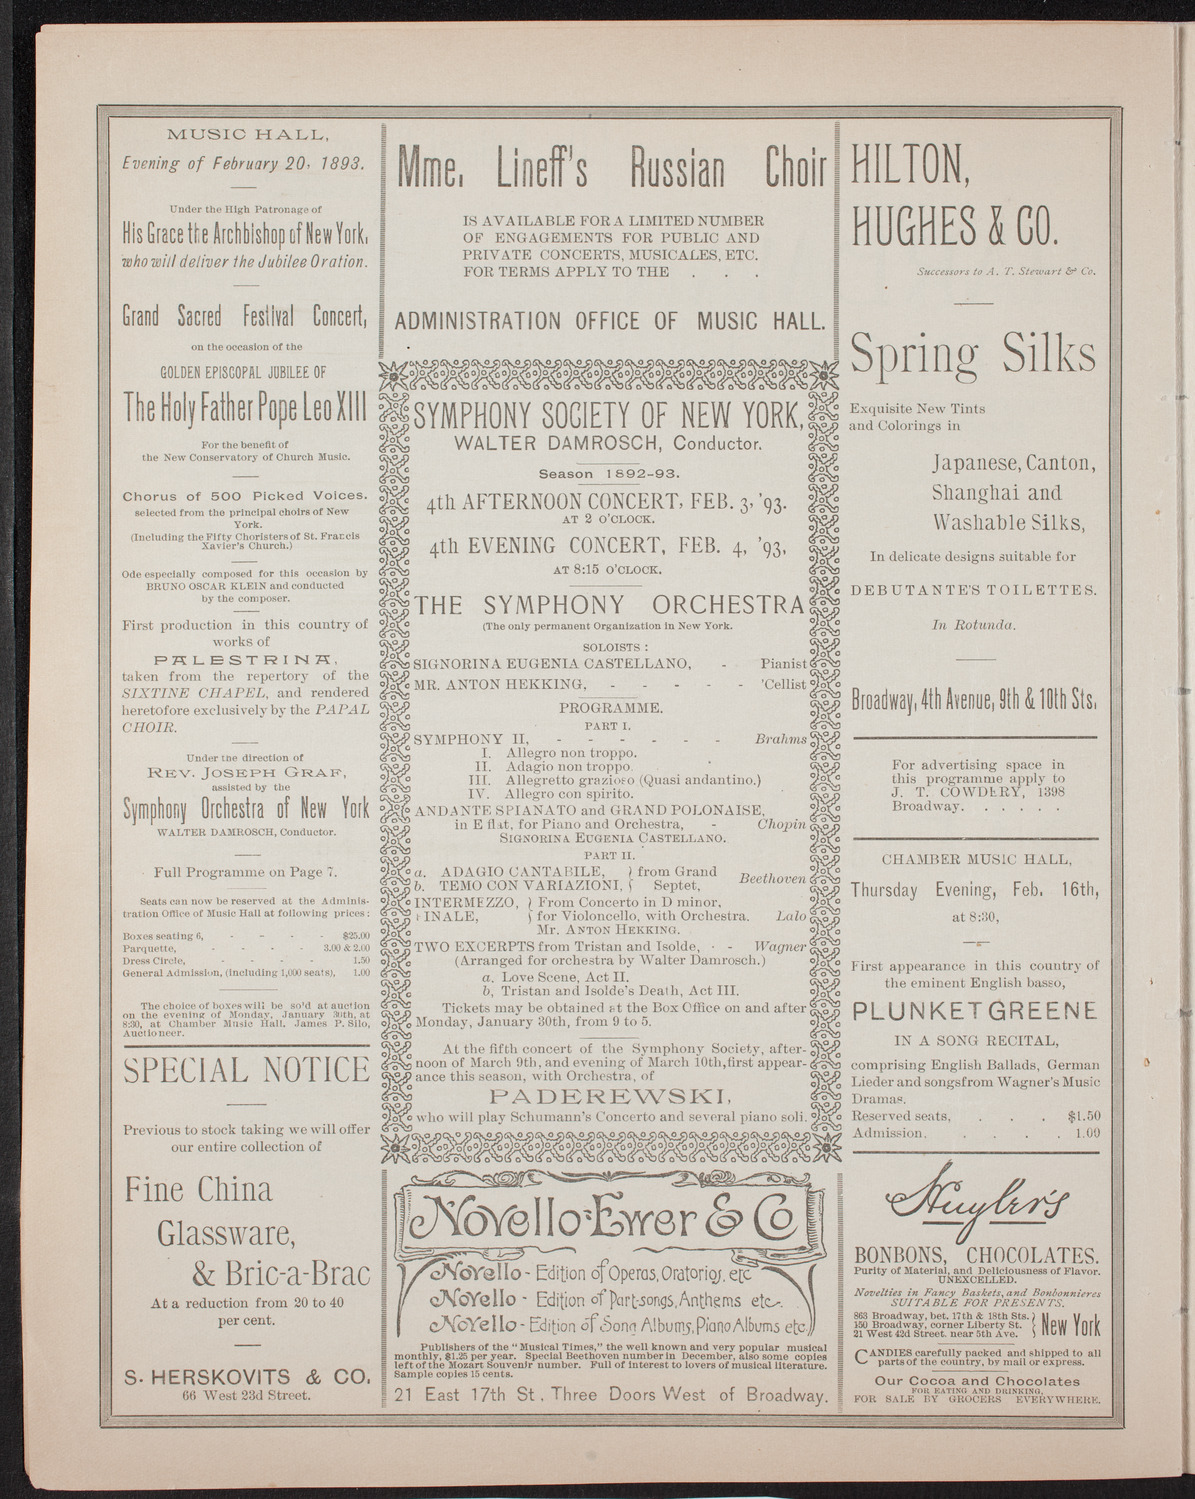 MUSIC HALL,
Evening of February 20, 1893.
Under the High Patronage of
His Grace the Archbishop of New York,
who will deliver the Jubilee Oration.
Grand Sacred Festival Concert,
on the occasion of the
GOLDEN EPISCOPAL JUBILEE OF
The Holy Father Pope Leo XIII
For the benefit of
the New Conservatory of Church Music.
Chorus of 500 Picked Voices.
selected from the principal choirs of New
York.
(Including the Fifty Choristers of St. Francis
Xavier's Church.)
Ode especially composed for this occasion by
BRUNO OSCAR KLEIN and conducted
by the composer.
First production in this country of
works of
PALESTRINA,
taken from the repertory of the
SIXTINE CHAPEL, and rendered
heretofore exclusively by the PAPAL
CHOIR.
Under the direction of
REV. JOSEPH GRAF,
assisted by the
Symphony Orchestra of New York
WALTER DAMROSCH, Conductor.
Full Programme on Page 7.
Seats can now be reserved at the Adminis-
tration Office of Music Hall at following prices:
Boxes seating 6, - - - - $25.00
Parquette, - - - - 3.00 & 2.00
Dress Circle, - - - - 1.50
General Admission, (including 1,000 seats), 1.00
The choice of boxes will be so'd at auction
on the evening of Monday, January 30th, at
8:30, at Chamber Music Hall. James P. Silo,
Auctioneer.
SPECIAL NOTICE
Previous to stock taking we will offer
our entire collection of
Fine China
Glassware,
& Bric-a-Brac
At a reduction from 20 to 40
per cent.
S. HERSKOVITS & CO.
66 West 23d Street.
Mme. Lineff's Russian Choir
IS AVAILABLE FOR A LIMITED NUMBER
OF ENGAGEMENTS FOR PUBLIC AND
PRIVATE CONCERTS, MUSICALES, ETC.
FOR TERMS APPLY TO THE . . .
ADMINISTRATION OFFICE OF MUSIC HALL.
SYMPHONY SOCIETY OF NEW YORK,
WALTER DAMROSCH, Conductor.
Season 1892-93.
4th AFTERNOON CONCERT, FEB. 3, '93.
AT 2 O'CLOCK.
4th EVENING CONCERT, FEB. 4, '93,
AT 8:15 O'CLOCK.
THE SYMPHONY ORCHESTRA
(The only permanent Organization in New York.
SOLOISTS:
SIGNORINA EUGENIA CASTELLANO, - Pianist
MR. ANTON HEKKING, - - - - - 'Cellist
PROGRAMME.
PART I.
SYMPHONY II, - - - - - - Brahms
I. Allegro non troppo.
II. Adagio non troppo.
III. Allegretto grazioso (Quasi andantino.)
IV. Allegro con spirito.
ANDANTE SPIANATO and GRAND POLONAISE,
in E flat, for Piano and Orchestra, - Chopin
SIGNORINA EUGENIA CASTELLANO.
PART II.
a. ADAGIO CANTABILE, } from Grand
b. TEMO CON VARIAZIONI, { Septet, Beethoven
INTERMEZZO, } From Concerto in D minor,
FINALE, } for Violoncello, with Orchestra. Lalo
Mr. ANTON HEKKING.
TWO EXCERPTS from Tristan and Isolde, - - Wagner
(Arranged for orchestra by Walter Damrosch.)
a. Love Scene, Act II.
b, Tristan and Isolde's Death, Act III.
Tickets may be obtained at the Box Office on and after
Monday, January 30th, from 9 to 5.
At the fifth concert of the Symphony Society, after-
noon of March 9th, and evening of March 10th, first appear-
ance this season, with Orchestra, of
PADEREWSKI,
who will play Schumann's Concerto and several piano soli.
Novello-Ewer & Co
Novello - Edition of Operas, Oratorios, etc
Novello - Edition of Part-songs, Anthems etc.
Novello - Edition of Song Albums, Piano Albums etc.
Publishers of the "Musical Times," the well known and very popular musical
monthly, $1.25 per year. Special Beethoven number in December, also some copies
left of the Mozart Souvenir number. Full of interest to lovers of musical literature.
Sample copies 15 cents.
21 East 17th St., Three Doors West of Broadway.
HILTON,
HUGHES & CO.
Successors to A. T. Stewart & Co.
Spring Silks
Exquisite New Tints
and Colorings in
Japanese, Canton,
Shanghai and
Washable Silks,
In delicate designs suitable for
DEBUTANTE'S TOILETTES.
In Rotunda.
Broadway, 4th Avenue, 9th & 10th Sts.
For advertising space in
this programme apply to
J. T. COWDERY, 1398
Broadway. . . . . .
CHAMBER MUSIC HALL,
Thursday Evening, Feb. 16th,
at 8:30,
First appearance in this country of
the eminent English basso,
PLUNKET GREENE
IN A SONG RECITAL,
comprising English Ballads, German
Lieder and songsfrom Wagner's Music
Dramas.
Reserved seats, . . . $1.50
Admission. . . . . 1.00
Huyler's
BONBONS, CHOCOLATES.
Purity of Material, and Deliciousness of Flavor.
UNEXCELLED.
Novelties in Fancy Baskets, and Bonbonnieres
SUITABLE FOR PRESENTS.
863 Broadway, bet. 17th & 18th Sts.
150 Broadway, corner Liberty St. } New York
21 West 42d Street. near 5th Ave.
CANDIES carefully packed and shipped to all
parts of the country, by mail or express.
Our Cocoa and Chocolates
FOR EATING AND DRINKING,
FOR SALE BY GROCERS EVERYWHERE.